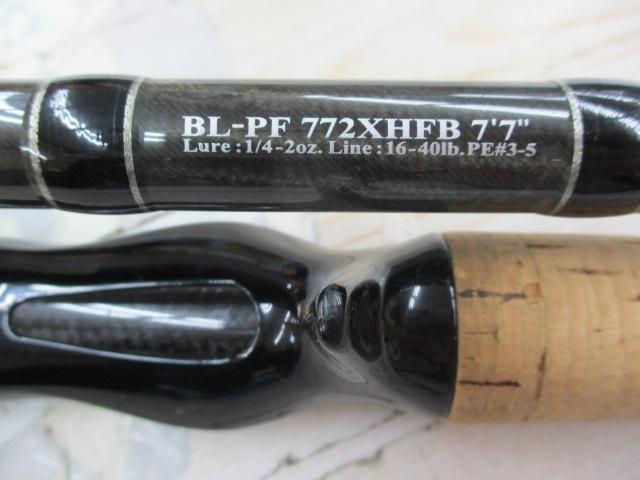 BL-PF 772XHFB 7'7"
Lure:1/4-2oz. Line:16-40lb.PE#3-5